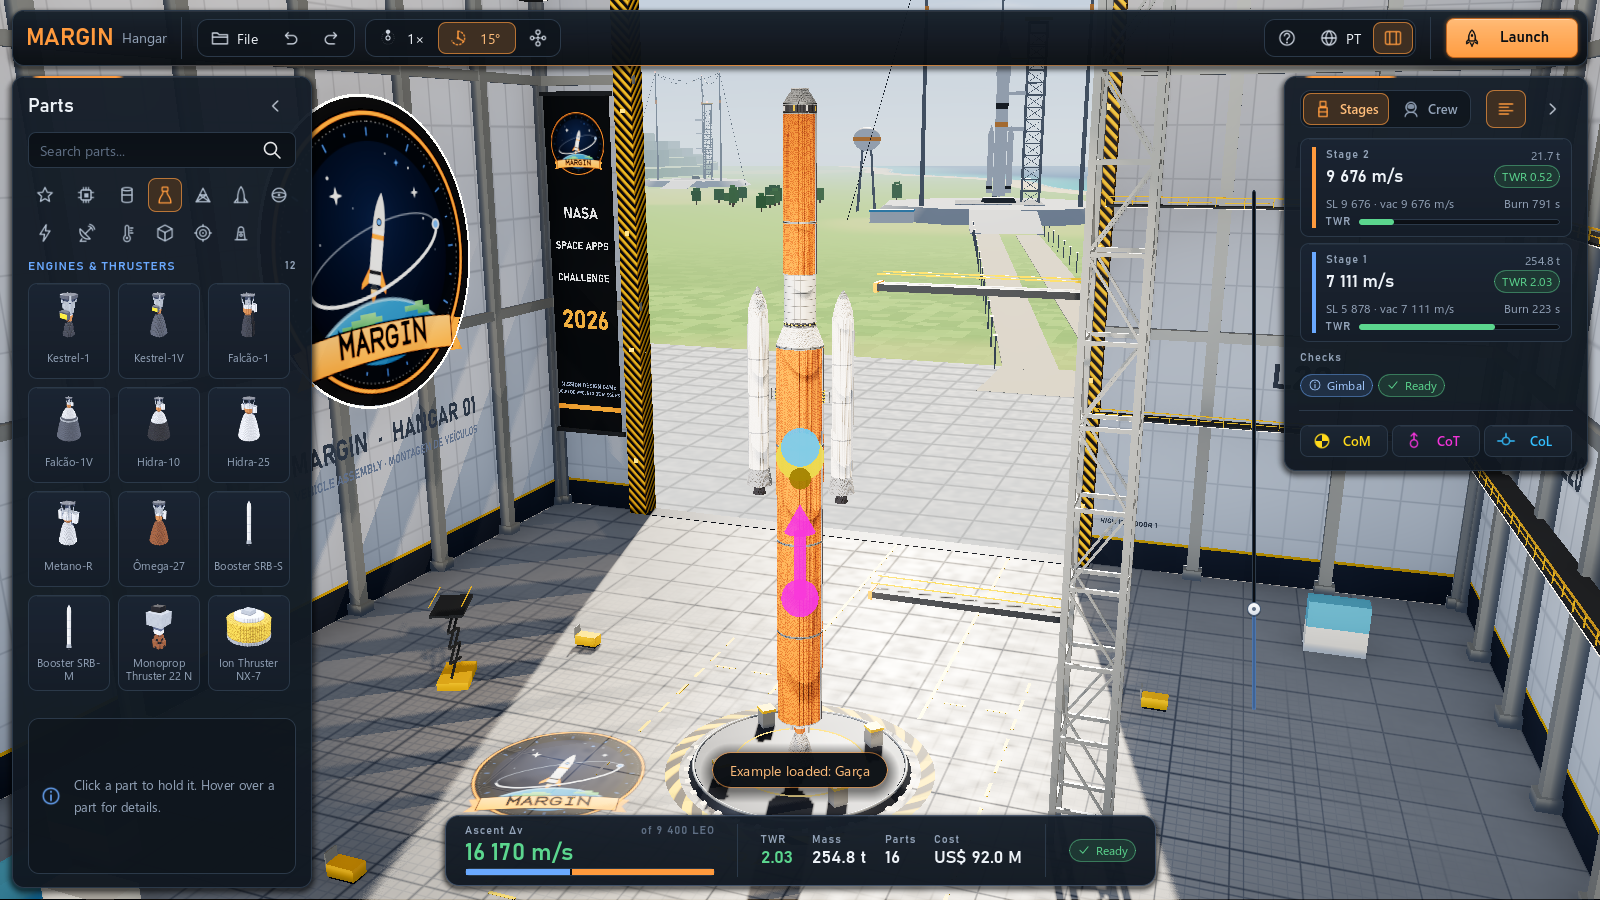 MARGIN Hangar
File
1×
15°
PT
Launch
Parts
Search parts...
ENGINES & THRUSTERS 12
Kestrel-1
Kestrel-1V
Falcão-1
Falcão-1V
Hidra-10
Hidra-25
Metano-R
Ômega-27
Booster SRB-S
Booster SRB-
M
Monoprop
Thruster 22 N
Ion Thruster
NX-7
Click a part to hold it. Hover over a
part for details.
MARGIN
MARGIN - HANGAR 01
MARGIN
NASA
SPACE APPS
CHALLENGE
2026
MARGIN
Example loaded: Garça
Stages
Crew
Stage 2 21.7 t
9 676 m/s TWR 0.52
SL 9 676 · vac 9 676 m/s Burn 791 s
TWR
Stage 1 254.8 t
7 111 m/s TWR 2.03
SL 5 878 · vac 7 111 m/s Burn 223 s
TWR
Checks
Gimbal
Ready
CoM
CoT
CoL
Ascent Δv of 9 400 LEO
16 170 m/s
TWR
2.03
Mass
254.8 t
Parts
16
Cost
US$ 92.0 M
Ready